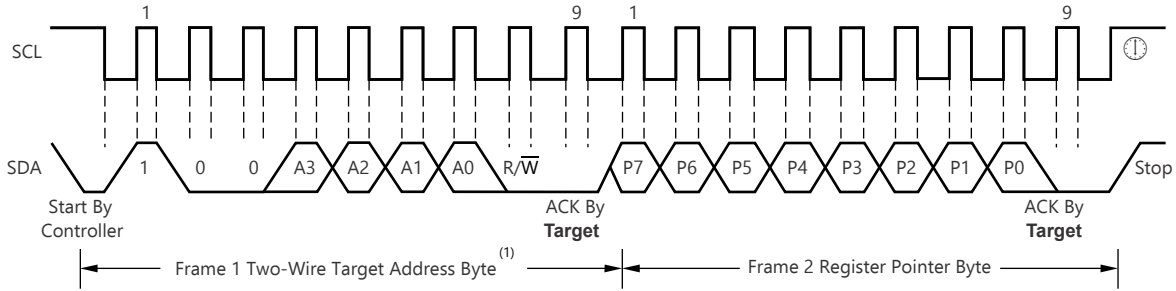 1 9 1 9
SCL
SDA 1 0 0 A3 A2 A1 A0 R/W̅ P7 P6 P5 P4 P3 P2 P1 P0 Stop
Start By ACK By ACK By
Controller Target Target
Frame 1 Two-Wire Target Address Byte(1) Frame 2 Register Pointer Byte